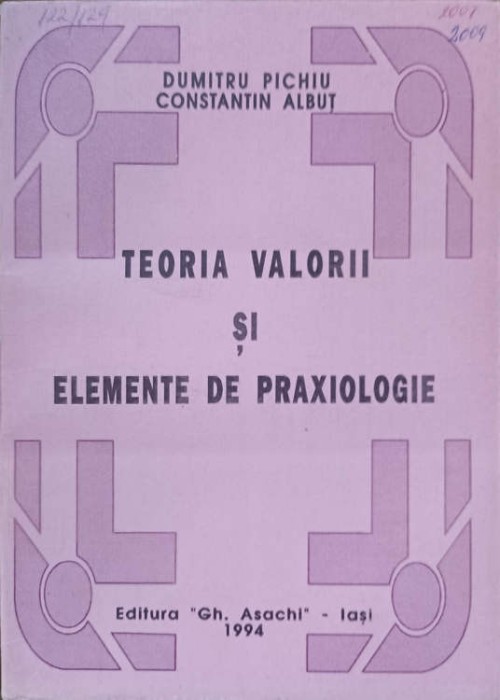 122/129
2001
2009
DUMITRU PICHIU
CONSTANTIN ALBUȚ
TEORIA VALORII
ȘI
ELEMENTE DE PRAXIOLOGIE
Editura "Gh. Asachi" - Iași
1994